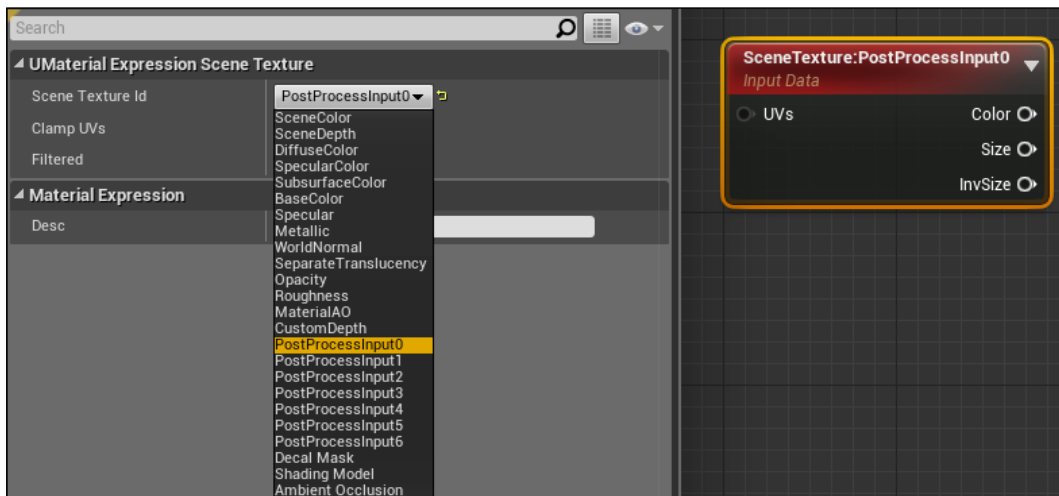 Search
UMaterial Expression Scene Texture
Scene Texture Id
PostProcessInput0
Clamp UVs
Filtered
Material Expression
Desc
SceneColor
SceneDepth
DiffuseColor
SpecularColor
SubsurfaceColor
BaseColor
Specular
Metallic
WorldNormal
SeparateTranslucency
Opacity
Roughness
MaterialAO
CustomDepth
PostProcessInput0
PostProcessInput1
PostProcessInput2
PostProcessInput3
PostProcessInput4
PostProcessInput5
PostProcessInput6
Decal Mask
Shading Model
Ambient Occlusion
SceneTexture:PostProcessInput0
Input Data
UVs
Color
Size
InvSize